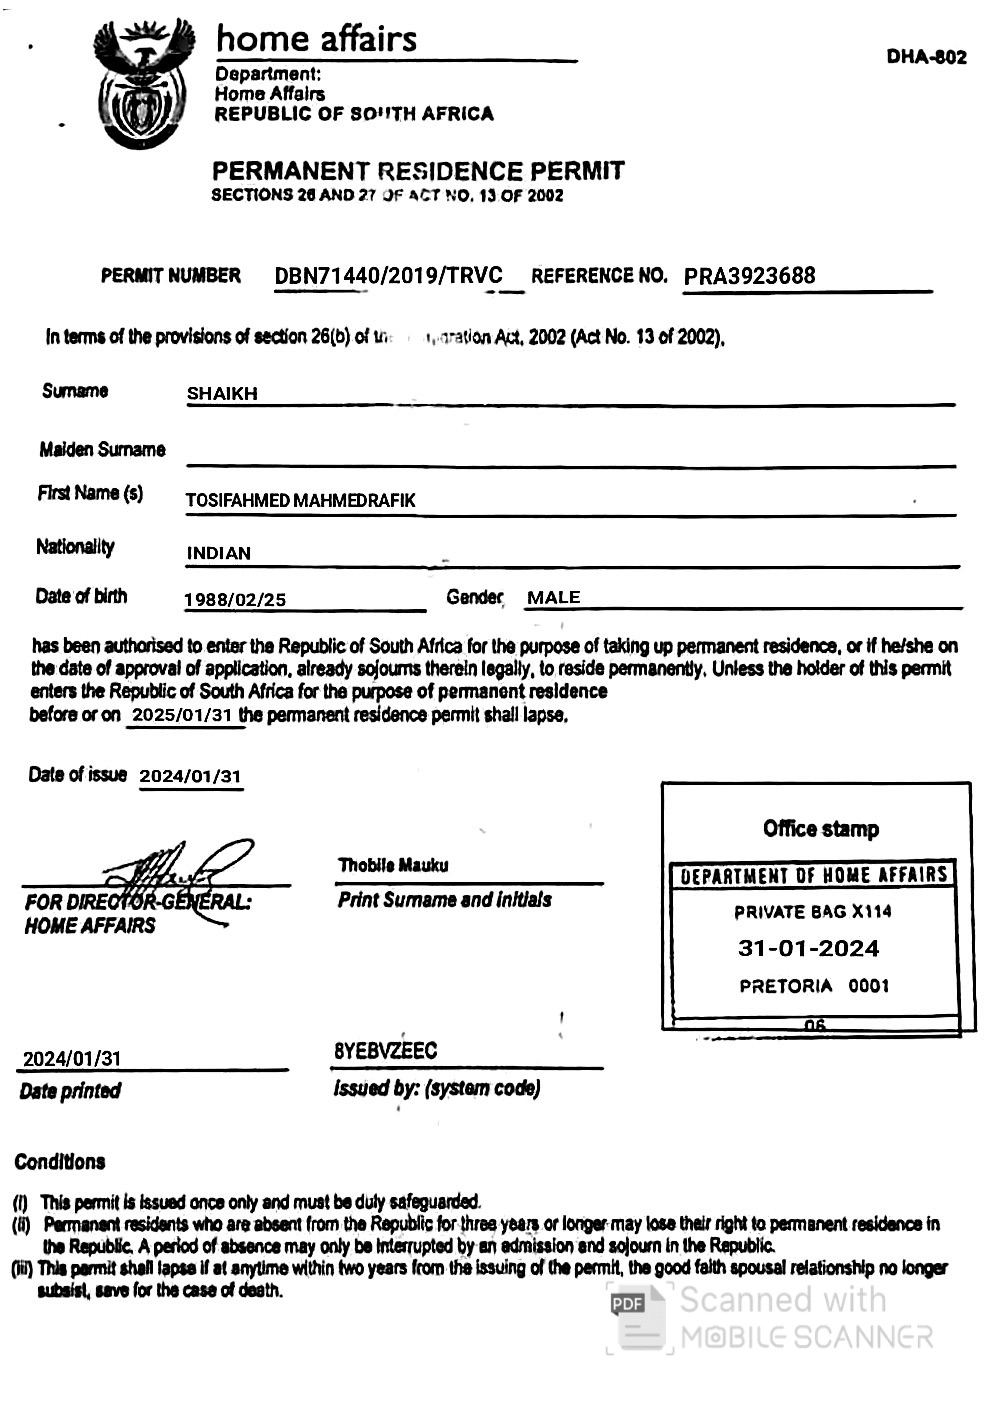 home affairs
DHA-802
Department:
Home Affairs
REPUBLIC OF SOUTH AFRICA
PERMANENT RESIDENCE PERMIT
SECTIONS 26 AND 27 OF ACT NO. 13 OF 2002
PERMIT NUMBER DBN71440/2019/TRVC REFERENCE NO. PRA3923688
In terms of the provisions of section 26(b) of Act, 2002 (Act No. 13 of 2002),
Surname SHAIKH
Maiden Surname
First Name (s) TOSIFAHMED MAHMEDRAFIK
Nationality INDIAN
Date of birth 1988/02/25 Gender MALE
has been authorised to enter the Republic of South Africa for the purpose of taking up permanent residence, or if he/she on
the date of approval of application, already sojourns therein legally, to reside permanently. Unless the holder of this permit
enters the Republic of South Africa for the purpose of permanent residence
before or on 2025/01/31 the permanent residence permit shall lapse.
Date of issue 2024/01/31
Office stamp
DEPARTMENT OF HOME AFFAIRS
PRIVATE BAG X114
31-01-2024
PRETORIA 0001
06
Thobile Mauku
FOR DIRECTOR-GENERAL:
HOME AFFAIRS
Print Surname and initials
2024/01/31
Date printed
8YEBVZEEC
Issued by: (system code)
Conditions
(i) This permit is issued once only and must be duly safeguarded.
(ii) Permanent residents who are absent from the Republic for three years or longer may lose their right to permanent residence in
the Republic. A period of absence may only be interrupted by an admission and sojourn in the Republic.
(iii) This permit shall lapse if at anytime within two years from the issuing of the permit, the good faith spousal relationship no longer
subsist, save for the case of death.
PDF Scanned with
MOBILE SCANNER